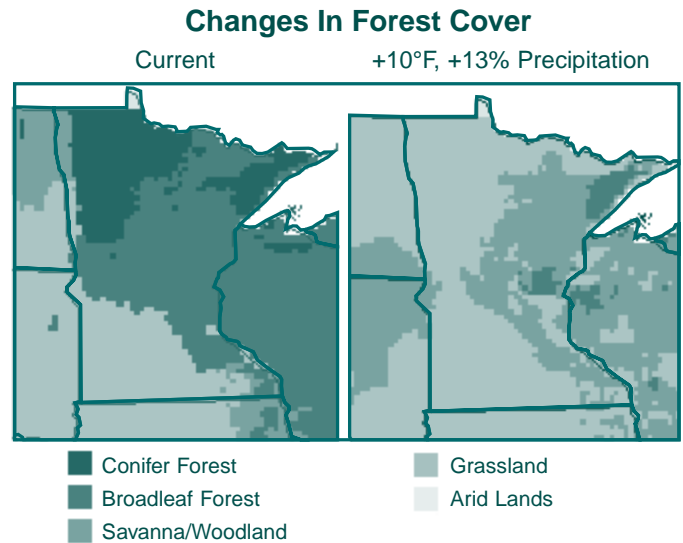 Changes In Forest Cover
Current
+10°F, +13% Precipitation
Conifer Forest
Broadleaf Forest
Savanna/Woodland
Grassland
Arid Lands